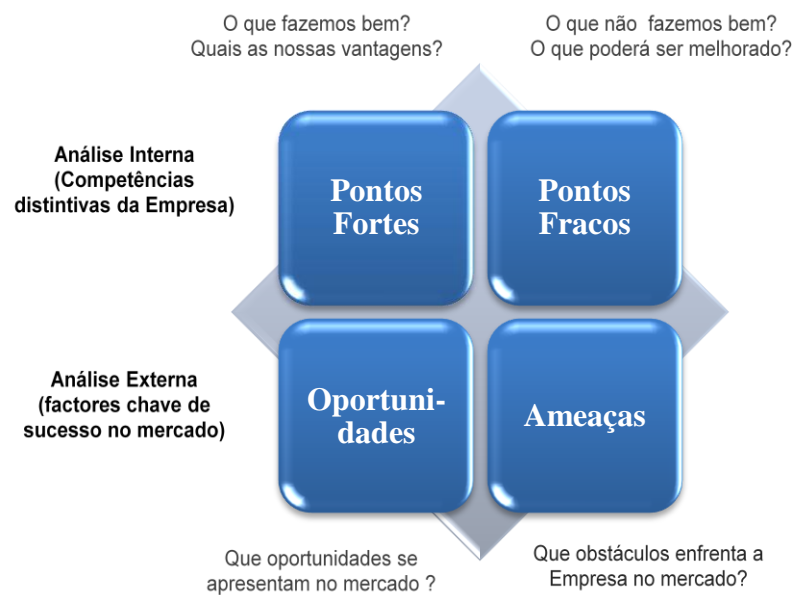 O que fazemos bem?
Quais as nossas vantagens?
O que não fazemos bem?
O que poderá ser melhorado?
Análise Interna
(Competências
distintivas da Empresa)
Pontos
Fortes
Pontos
Fracos
Análise Externa
(factores chave de
sucesso no mercado)
Oportuni-
dades
Ameaças
Que oportunidades se
apresentam no mercado ?
Que obstáculos enfrenta a
Empresa no mercado?